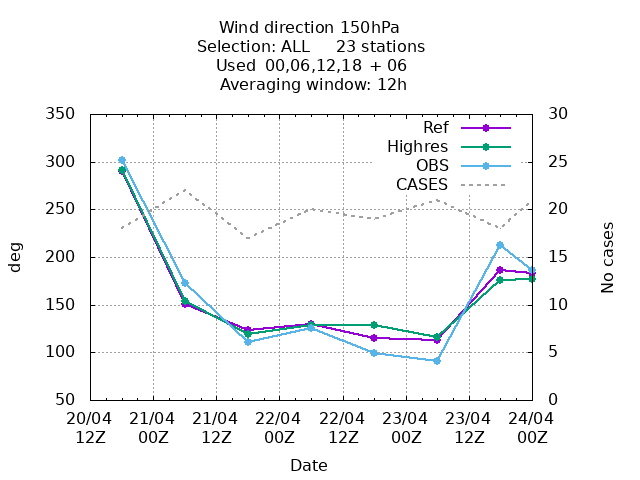 Wind direction 150hPa
Selection: ALL 23 stations
Used 00,06,12,18 + 06
Averaging window: 12h
350
300
250
200
150
100
50
deg
30
25
20
15
10
5
0
No cases
Ref
Highres
OBS
CASES
20/04 21/04 21/04 22/04 22/04 23/04 23/04 24/04
12Z 00Z 12Z 00Z 12Z 00Z 12Z 00Z
Date